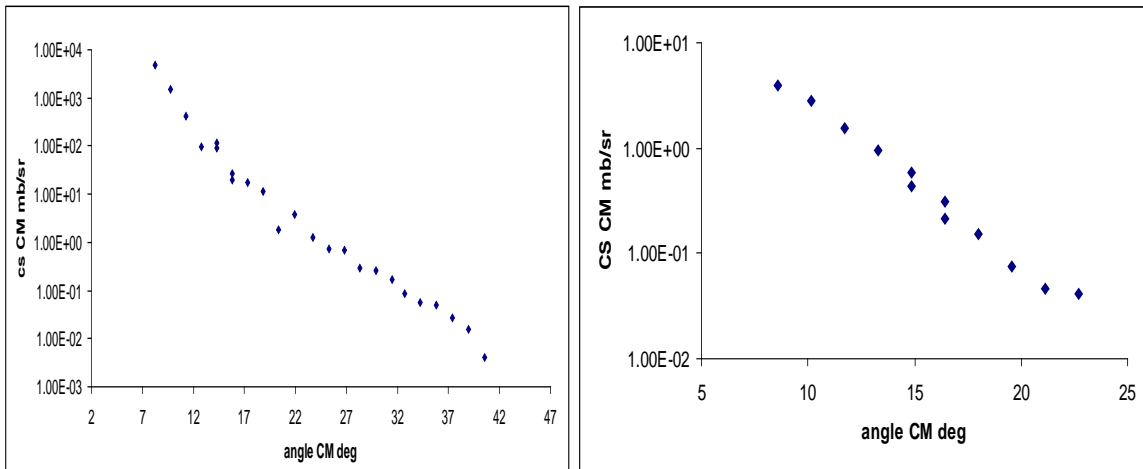 1.00E+04
1.00E+03
1.00E+02
1.00E+01
1.00E+00
1.00E-01
1.00E-02
1.00E-03
cs CM mb/sr
2 7 12 17 22 27 32 37 42 47
angle CM deg
1.00E+01
1.00E+00
1.00E-01
1.00E-02
CS CM mb/sr
5 10 15 20 25
angle CM deg